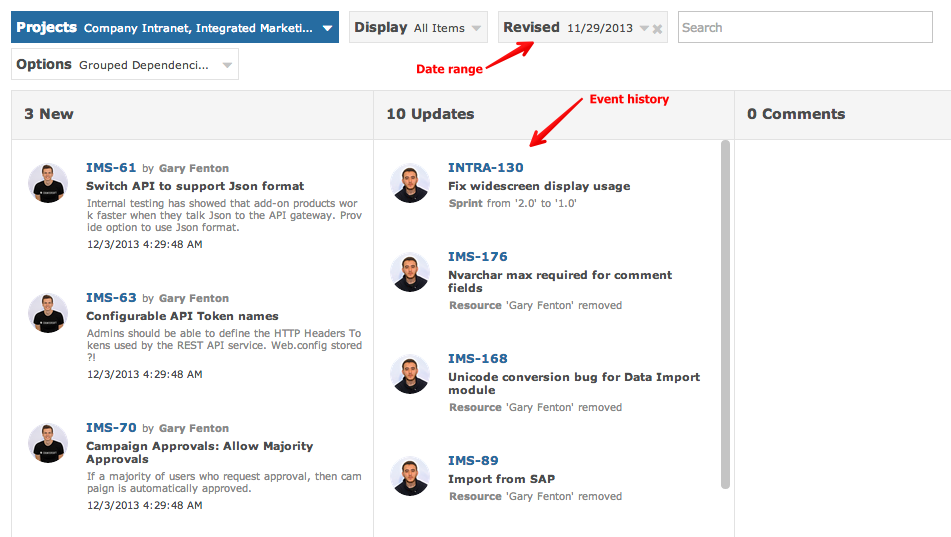 Projects Company Intranet, Integrated Marketi...
Display All Items
Revised 11/29/2013
Search
Options Grouped Dependenci...
Date range
Event history
3 New
10 Updates
0 Comments
IMS-61 by Gary Fenton
Switch API to support Json format
Internal testing has showed that add-on products wor
k faster when they talk Json to the API gateway. Prov
ide option to use Json format.
12/3/2013 4:29:48 AM
IMS-63 by Gary Fenton
Configurable API Token names
Admins should be able to define the HTTP Headers To
kens used by the REST API service. Web.config stored
?!
12/3/2013 4:29:48 AM
IMS-70 by Gary Fenton
Campaign Approvals: Allow Majority
Approvals
If a majority of users who request approval, then cam
paign is automatically approved.
12/3/2013 4:29:48 AM
INTRA-130
Fix widescreen display usage
Sprint from '2.0' to '1.0'
IMS-176
Nvarchar max required for comment
fields
Resource 'Gary Fenton' removed
IMS-168
Unicode conversion bug for Data Import
module
Resource 'Gary Fenton' removed
IMS-89
Import from SAP
Resource 'Gary Fenton' removed